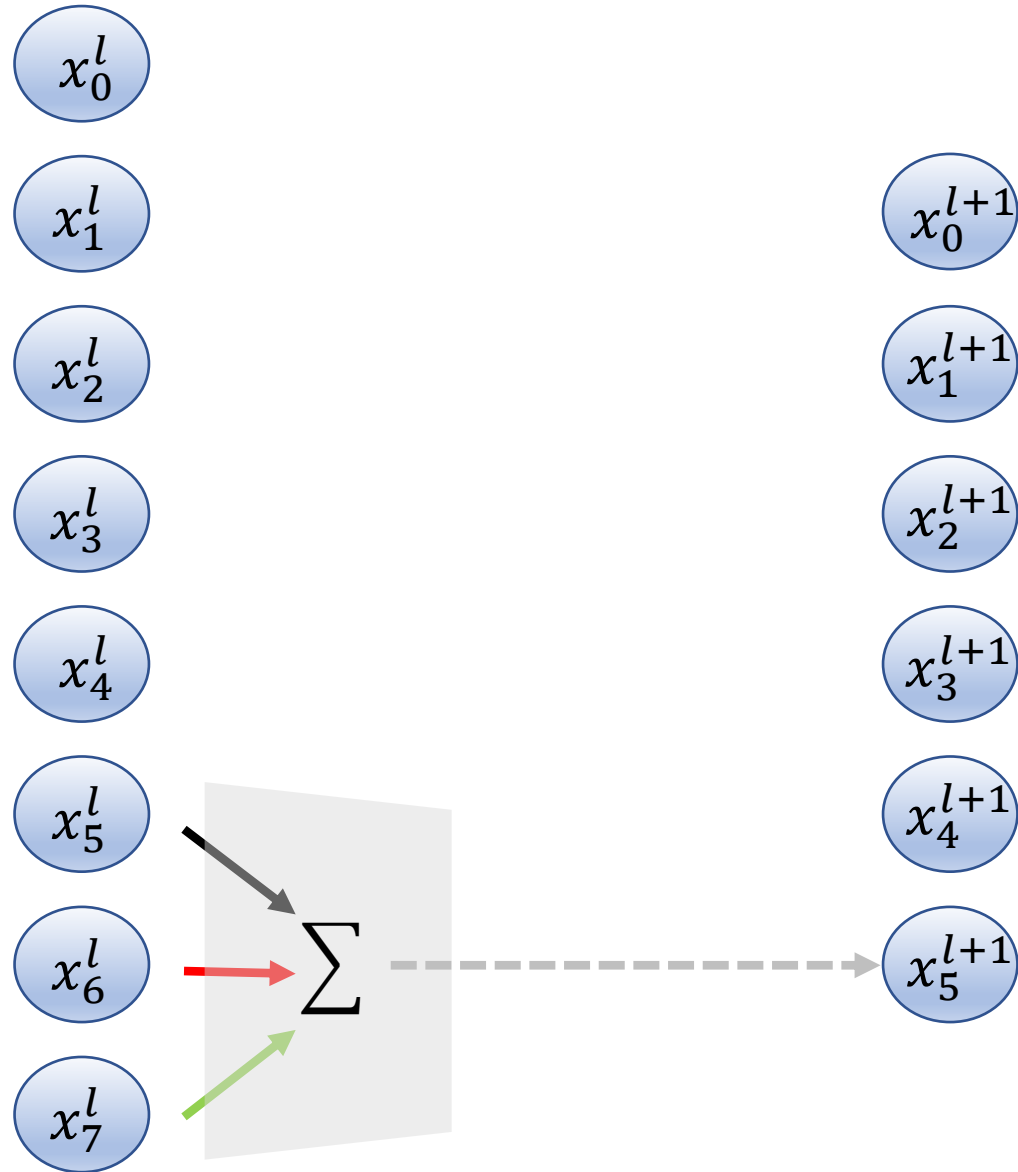 x_0^l
x_1^l
x_0^{l+1}
x_2^l
x_1^{l+1}
x_3^l
x_2^{l+1}
x_4^l
x_3^{l+1}
x_5^l
x_4^{l+1}
x_6^l
∑
x_5^{l+1}
x_7^l